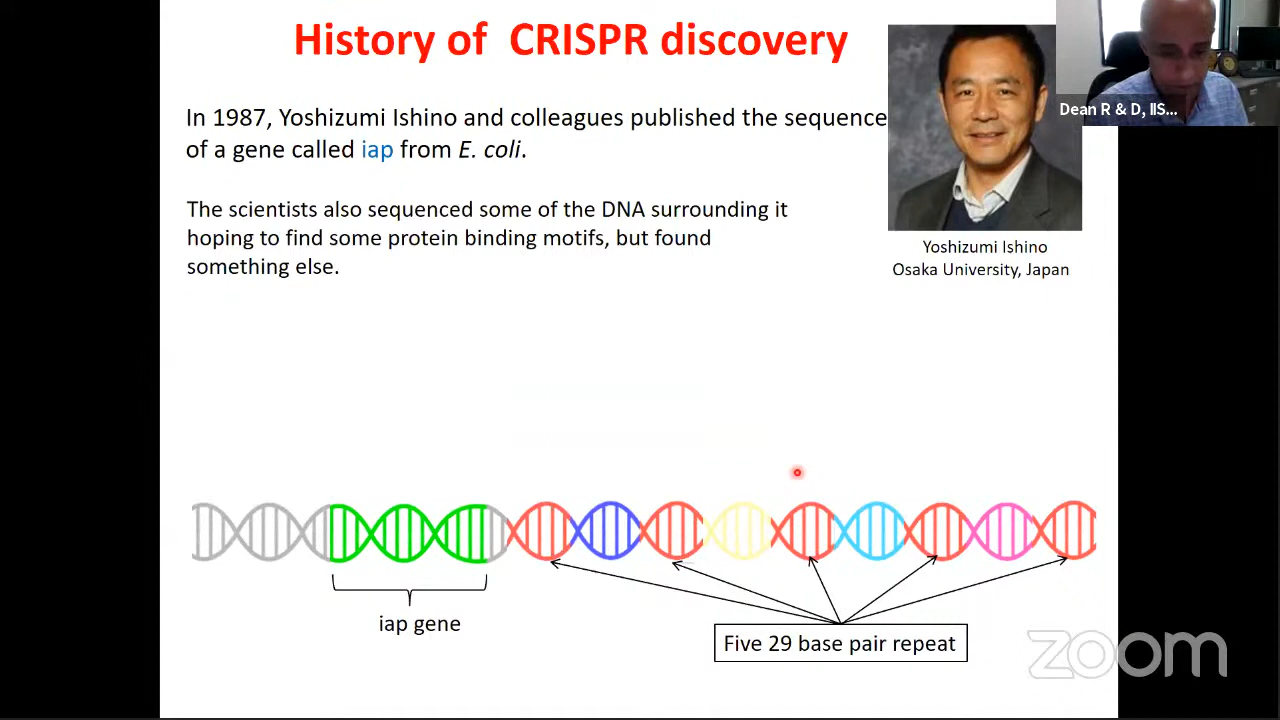 History of CRISPR discovery
In 1987, Yoshizumi Ishino and colleagues published the sequence
of a gene called iap from E. coli.
The scientists also sequenced some of the DNA surrounding it
hoping to find some protein binding motifs, but found
something else.
Dean R & D, IIS...
Yoshizumi Ishino
Osaka University, Japan
iap gene
Five 29 base pair repeat
zoom